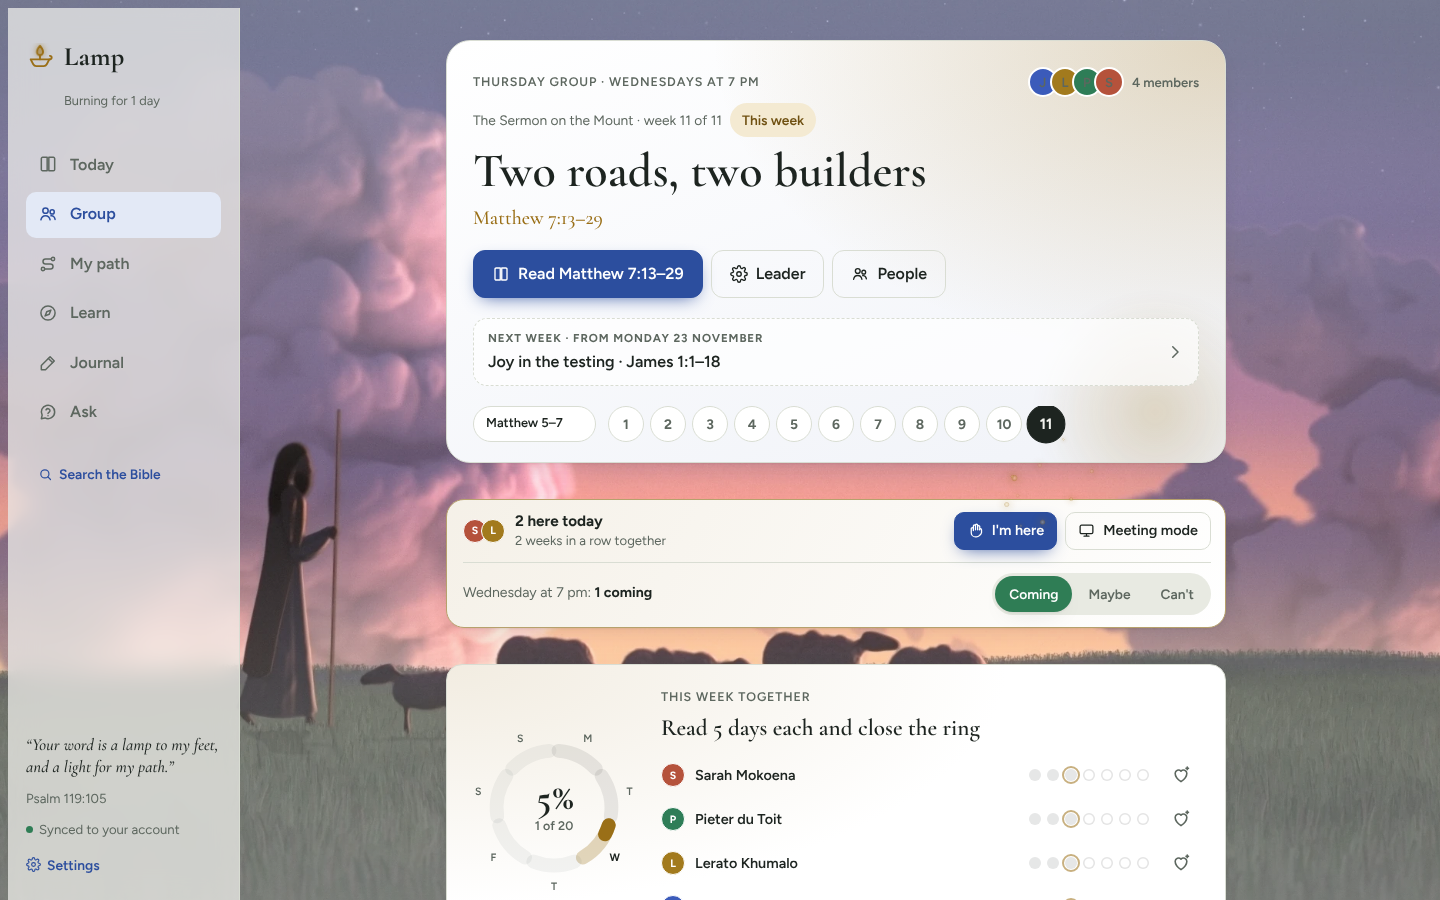 Lamp
Burning for 1 day
Today
Group
My path
Learn
Journal
Ask
Search the Bible
“Your word is a lamp to my feet,
and a light for my path.”
Psalm 119:105
Synced to your account
Settings
THURSDAY GROUP · WEDNESDAYS AT 7 PM
L S
4 members
The Sermon on the Mount · week 11 of 11
This week
Two roads, two builders
Matthew 7:13–29
Read Matthew 7:13–29
Leader
People
NEXT WEEK · FROM MONDAY 23 NOVEMBER
Joy in the testing · James 1:1–18
Matthew 5–7
1 2 3 4 5 6 7 8 9 10 11
S L
2 here today
2 weeks in a row together
I'm here
Meeting mode
Wednesday at 7 pm: 1 coming
Coming
Maybe
Can't
THIS WEEK TOGETHER
Read 5 days each and close the ring
S M
S T
5%
1 of 20
F W
T
S Sarah Mokoena
P Pieter du Toit
L Lerato Khumalo